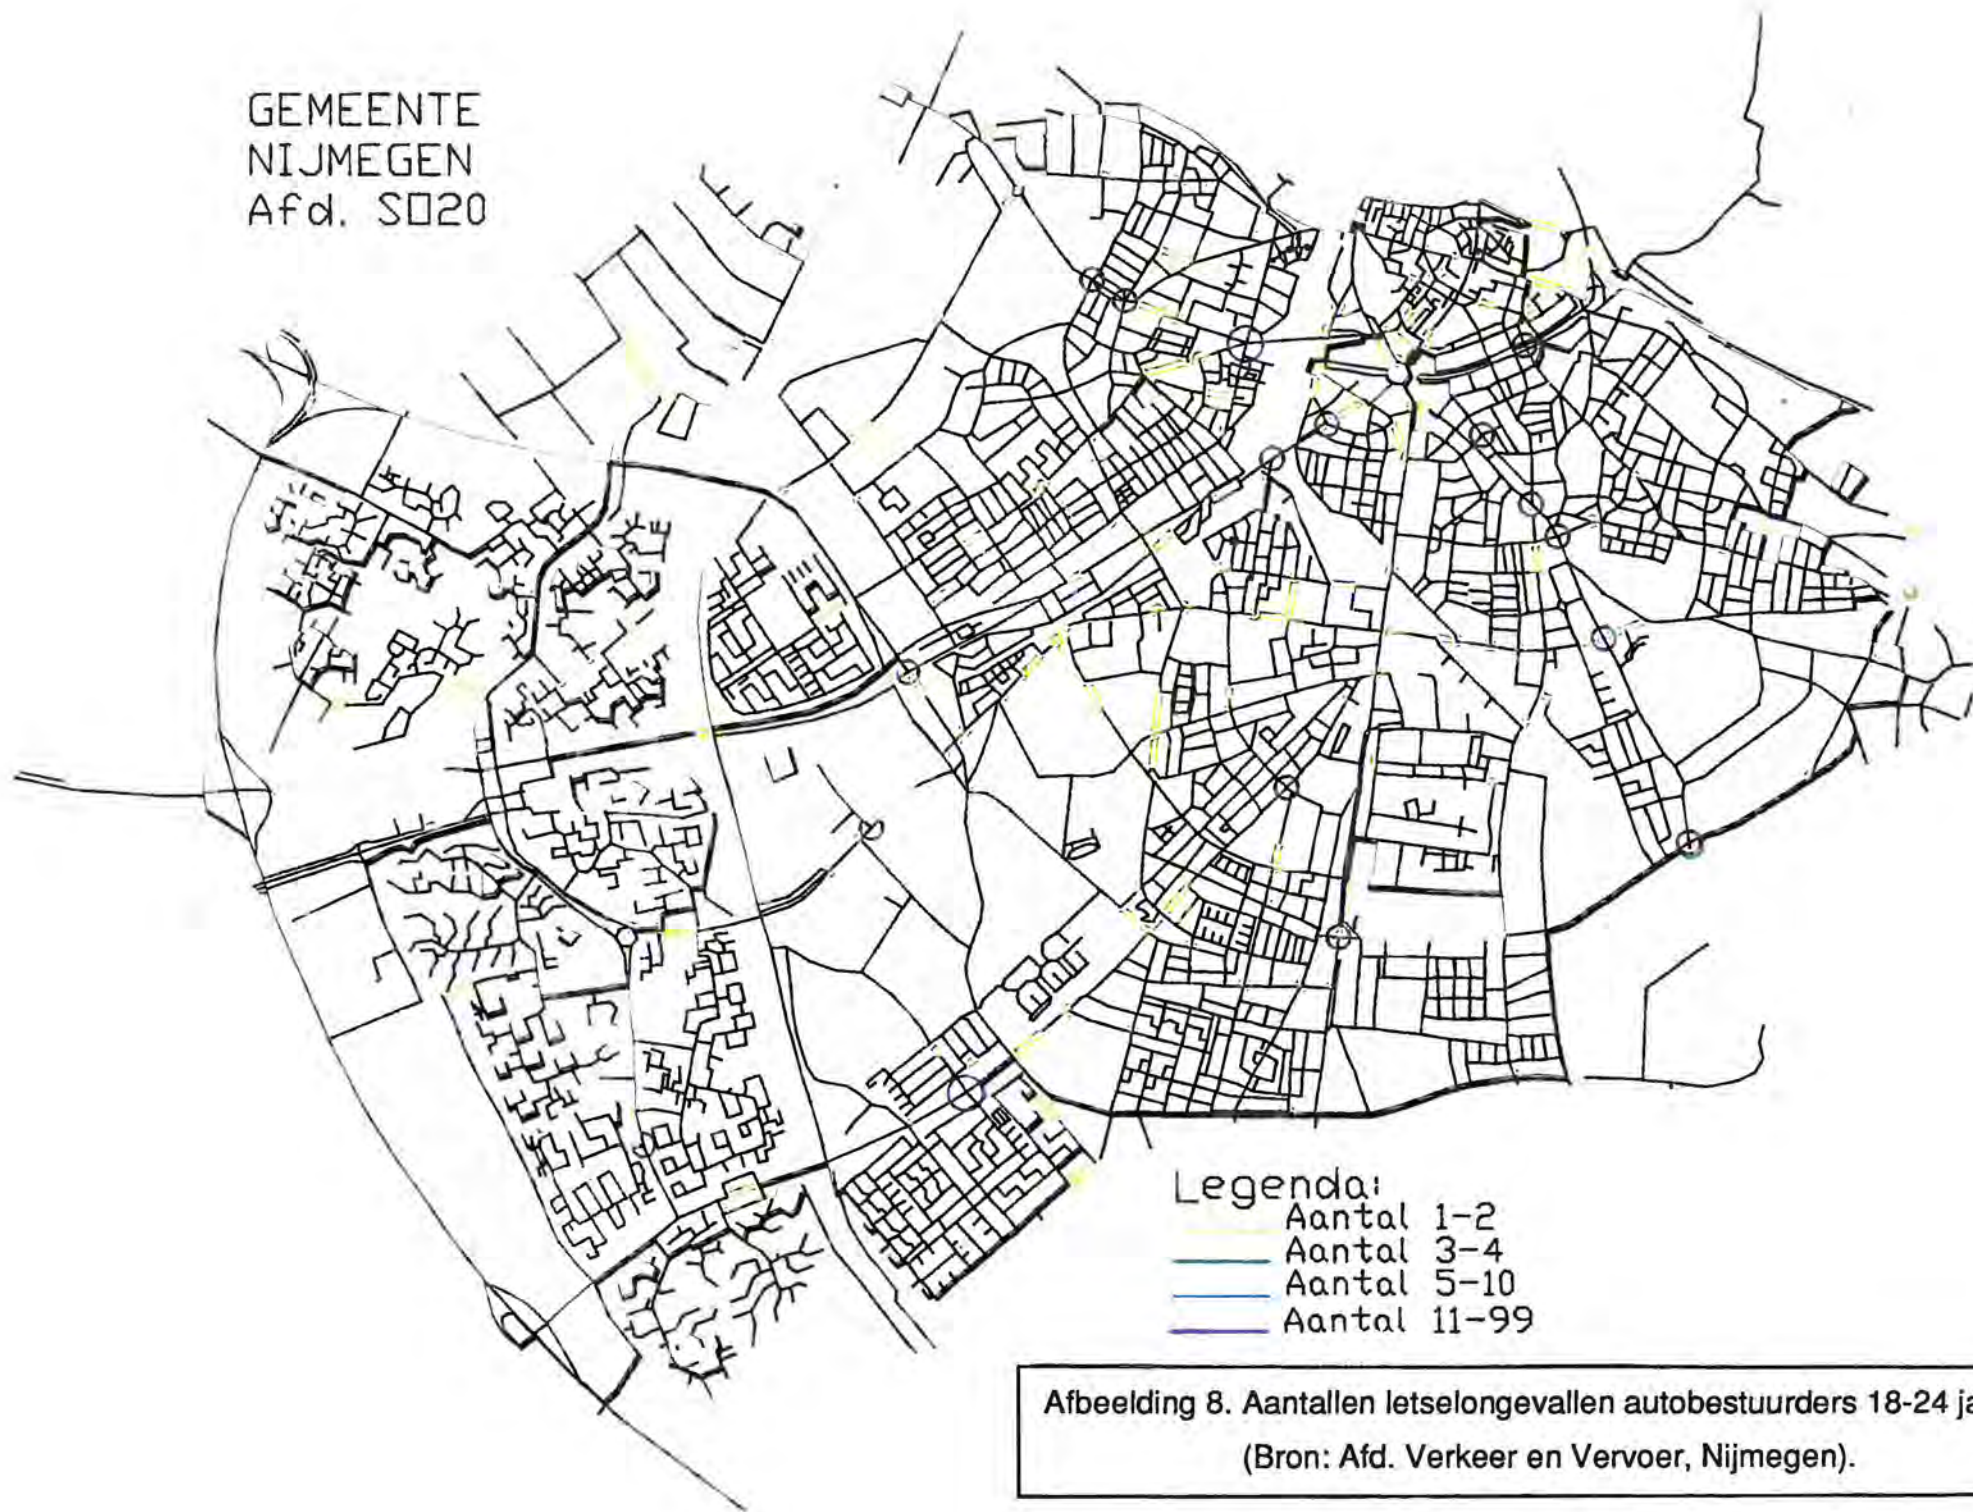 GEMEENTE
NIJMEGEN
Afd. SO20
Legenda:
Aantal 1-2
Aantal 3-4
Aantal 5-10
Aantal 11-99
Afbeelding 8. Aantallen letselongevallen autobestuurders 18-24
(Bron: Afd. Verkeer en Vervoer, Nijmegen).